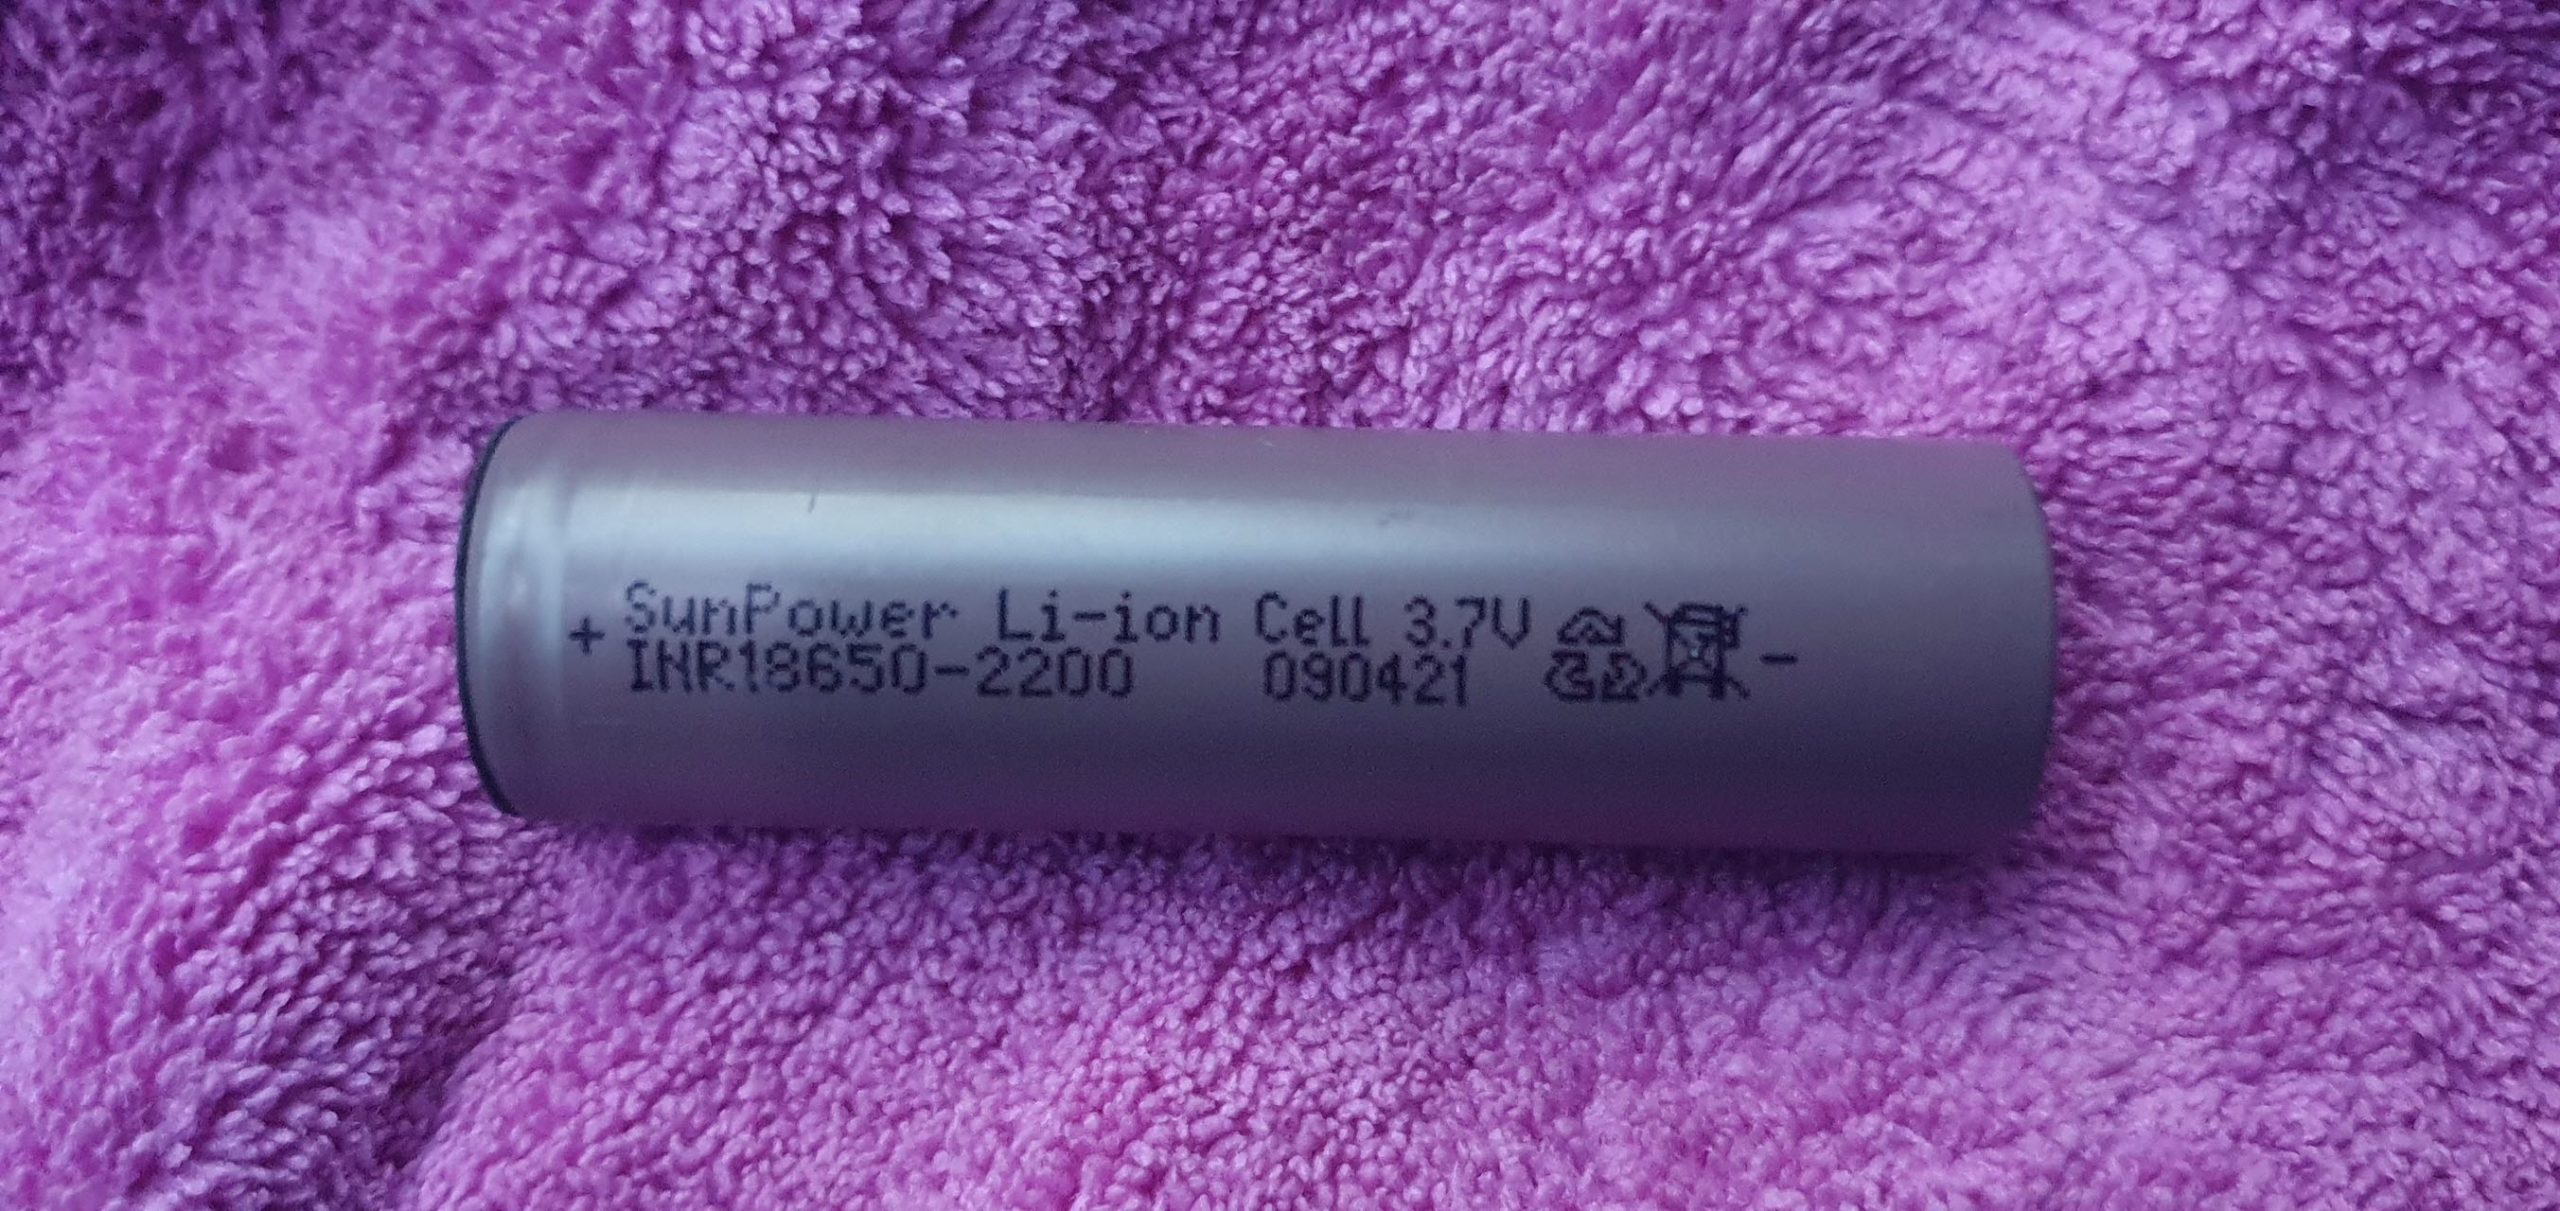 + SunPower Li-ion Cell 3.7V -
INR18650-2200 090421